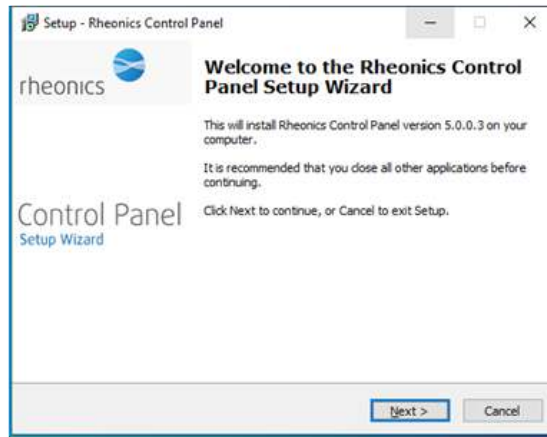 Setup - Rheonics Control Panel
rheonics
Welcome to the Rheonics Control
Panel Setup Wizard
This will install Rheonics Control Panel version 5.0.0.3 on your
computer.
It is recommended that you close all other applications before
continuing.
Click Next to continue, or Cancel to exit Setup.
Control Panel
Setup Wizard
Next >
Cancel